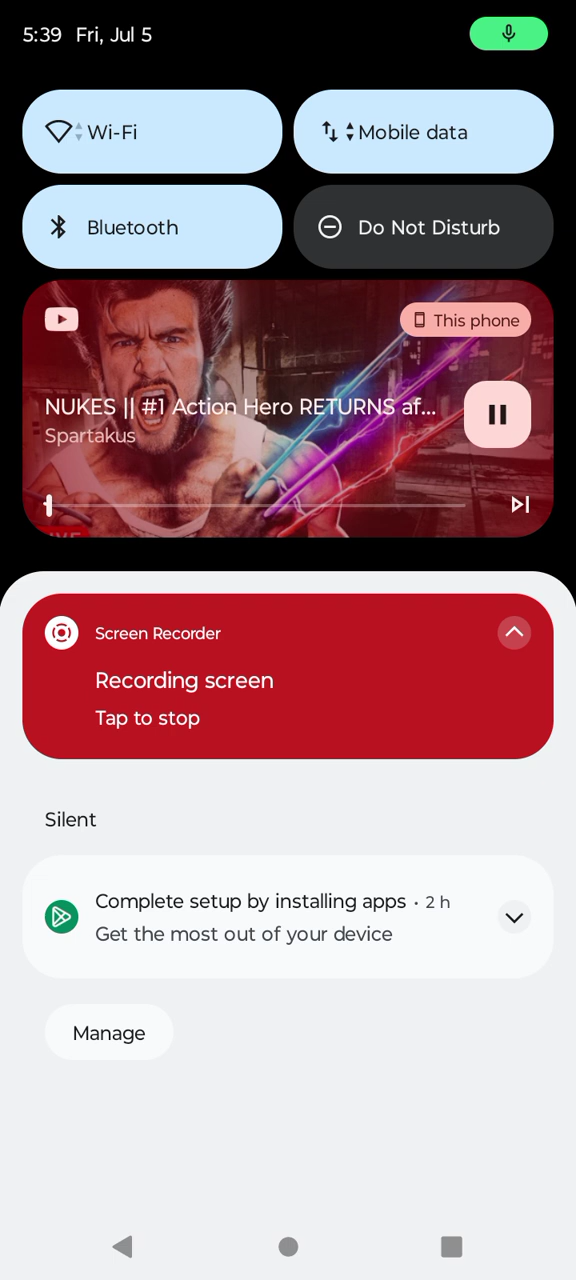 5:39 Fri, Jul 5
Wi-Fi
Mobile data
Bluetooth
Do Not Disturb
This phone
NUKES || #1 Action Hero RETURNS af...
Spartakus
Screen Recorder
Recording screen
Tap to stop
Silent
Complete setup by installing apps • 2 h
Get the most out of your device
Manage